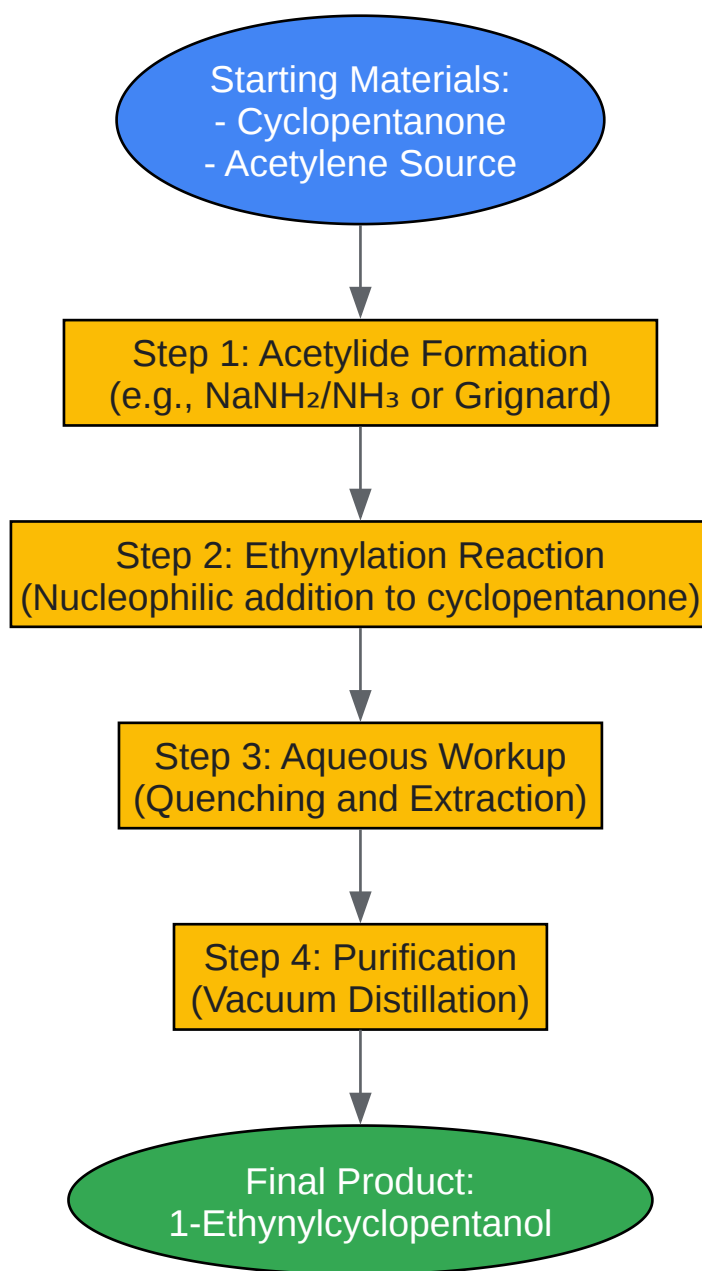 Starting Materials:
- Cyclopentanone
- Acetylene Source
Step 1: Acetylide Formation
(e.g., NaNH₂/NH₃ or Grignard)
Step 2: Ethynylation Reaction
(Nucleophilic addition to cyclopentanone)
Step 3: Aqueous Workup
(Quenching and Extraction)
Step 4: Purification
(Vacuum Distillation)
Final Product:
1-Ethynylcyclopentanol